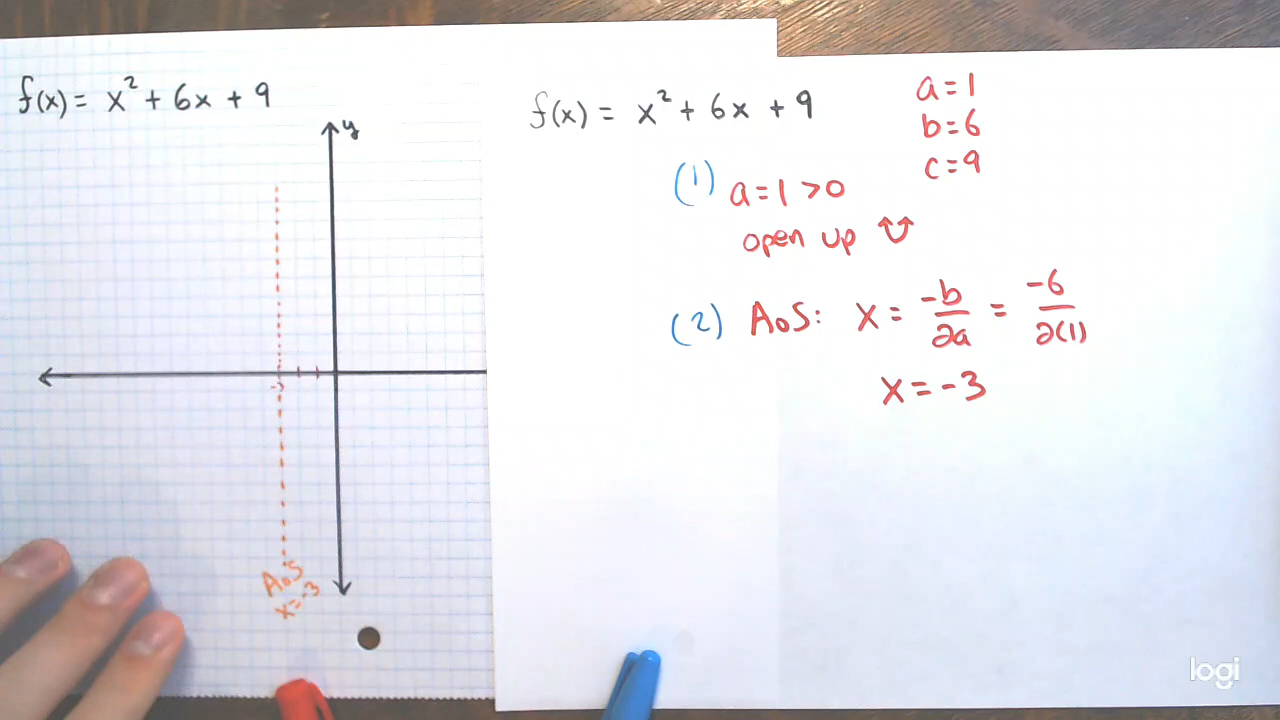 f(x) = x² + 6x + 9
y
-3
AoS
x=-3
f(x) = x² + 6x + 9
a=1
b=6
c=9
(1) a=1>0
open up
(2) AoS: x = -b/2a = -6/2(1)
x=-3
logi